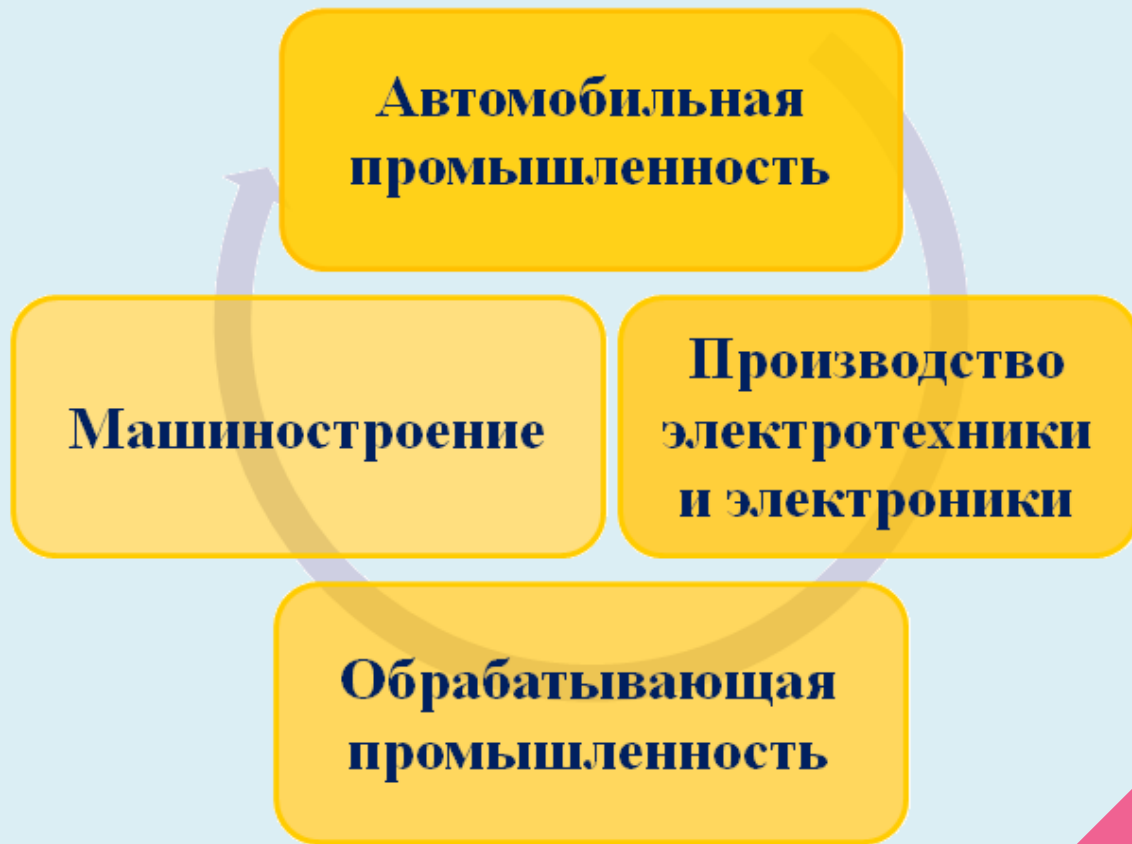 Автомобильная
промышленность
Машиностроение
Производство
электротехники
и электроники
Обрабатывающая
промышленность